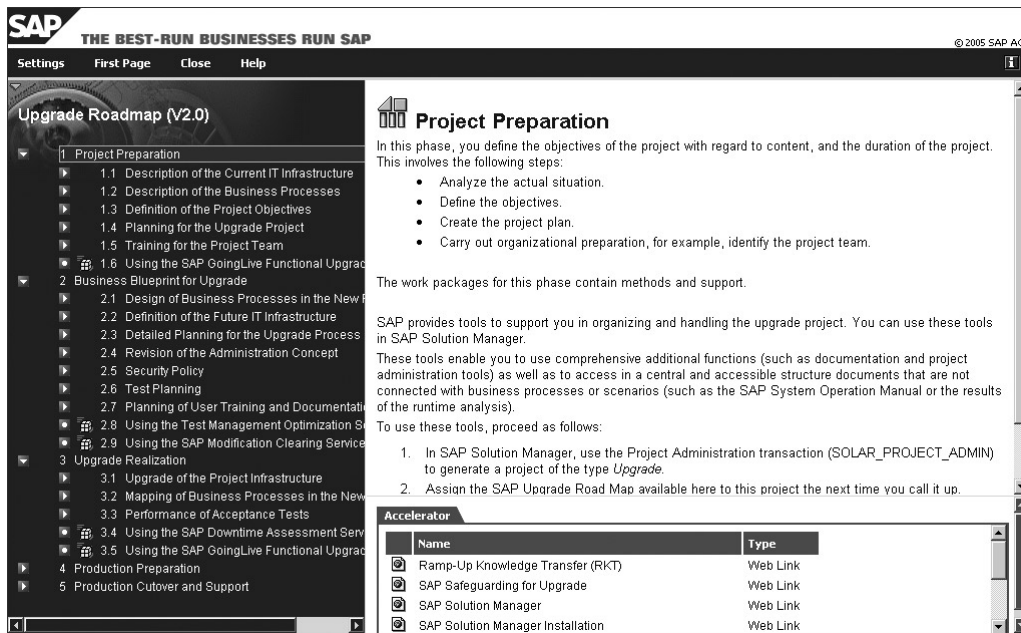 SAP
THE BEST-RUN BUSINESSES RUN SAP
© 2005 SAP AG
Settings First Page Close Help
Upgrade Roadmap (V2.0)
1 Project Preparation
1.1 Description of the Current IT Infrastructure
1.2 Description of the Business Processes
1.3 Definition of the Project Objectives
1.4 Planning for the Upgrade Project
1.5 Training for the Project Team
1.6 Using the SAP GoingLive Functional Upgrad
2 Business Blueprint for Upgrade
2.1 Design of Business Processes in the New
2.2 Definition of the Future IT Infrastructure
2.3 Detailed Planning for the Upgrade Process
2.4 Revision of the Administration Concept
2.5 Security Policy
2.6 Test Planning
2.7 Planning of User Training and Documentati
2.8 Using the Test Management Optimization S
2.9 Using the SAP Modification Clearing Service
3 Upgrade Realization
3.1 Upgrade of the Project Infrastructure
3.2 Mapping of Business Processes in the New
3.3 Performance of Acceptance Tests
3.4 Using the SAP Downtime Assessment Serv
3.5 Using the SAP GoingLive Functional Upgrad
4 Production Preparation
5 Production Cutover and Support
Project Preparation
In this phase, you define the objectives of the project with regard to content, and the duration of the project.
This involves the following steps:
• Analyze the actual situation.
• Define the objectives.
• Create the project plan.
• Carry out organizational preparation, for example, identify the project team.
The work packages for this phase contain methods and support.
SAP provides tools to support you in organizing and handling the upgrade project. You can use these tools
in SAP Solution Manager.
These tools enable you to use comprehensive additional functions (such as documentation and project
administration tools) as well as to access in a central and accessible structure documents that are not
connected with business processes or scenarios (such as the SAP System Operation Manual or the results
of the runtime analysis).
To use these tools, proceed as follows:
1. In SAP Solution Manager, use the Project Administration transaction (SOLAR_PROJECT_ADMIN)
to generate a project of the type Upgrade.
2. Assign the SAP Upgrade Road Map available here to this project the next time you call it up.
Accelerator
Name Type
Ramp-Up Knowledge Transfer (RKT) Web Link
SAP Safeguarding for Upgrade Web Link
SAP Solution Manager Web Link
SAP Solution Manager Installation Web Link